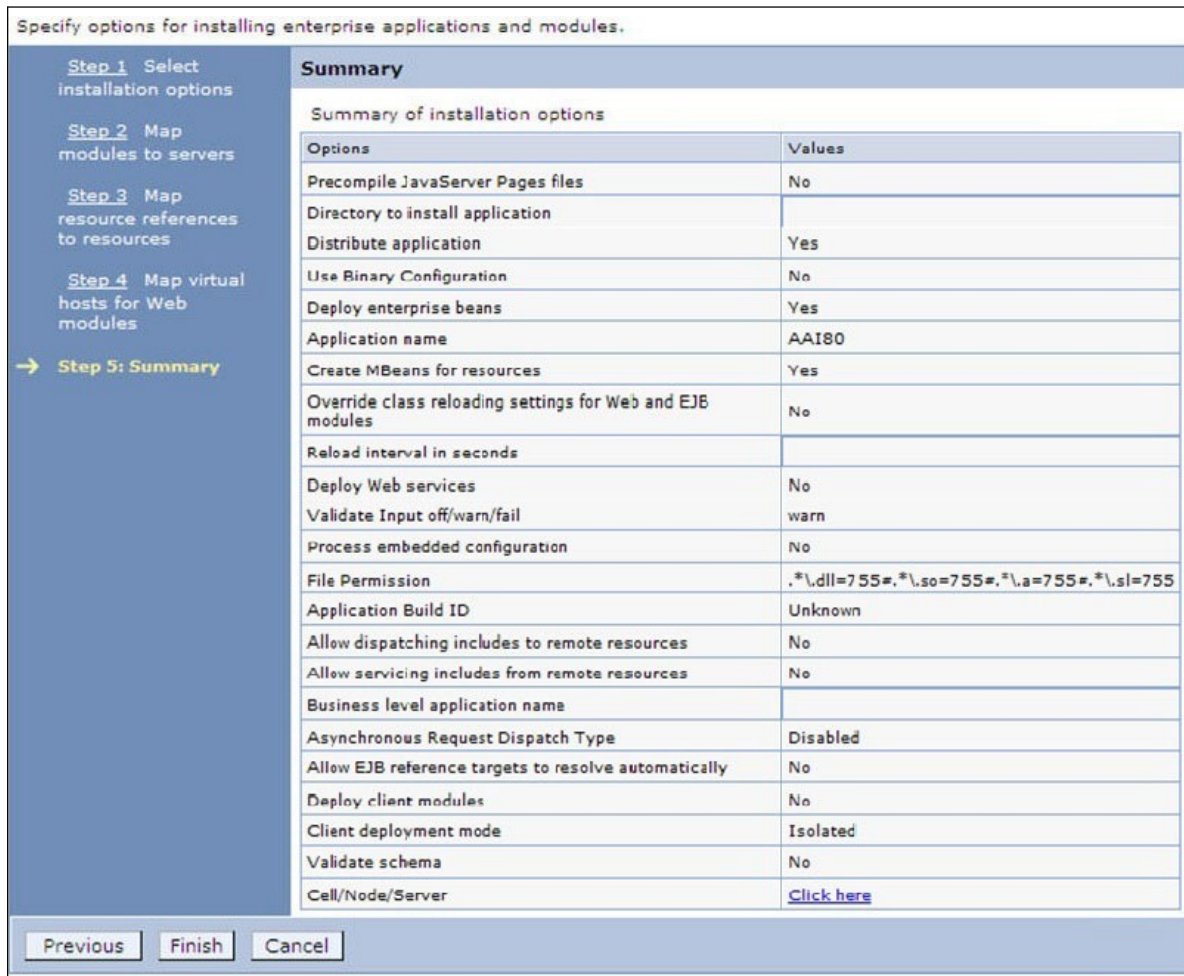 Specify options for installing enterprise applications and modules.
Step 1 Select
installation options
Step 2 Map
modules to servers
Step 3 Map
resource references
to resources
Step 4 Map virtual
hosts for Web
modules
→ Step 5: Summary
Summary
Summary of installation options
Options Values
Precompile JavaServer Pages files No
Directory to install application
Distribute application Yes
Use Binary Configuration No
Deploy enterprise beans Yes
Application name AAI80
Create MBeans for resources Yes
Override class reloading settings for Web and EJB
modules No
Reload interval in seconds
Deploy Web services No
Validate Input off/warn/fail warn
Process embedded configuration No
File Permission .*\.dll=755#.*\.so=755#.*\.a=755#.*\.sl=755
Application Build ID Unknown
Allow dispatching includes to remote resources No
Allow servicing includes from remote resources No
Business level application name
Asynchronous Request Dispatch Type Disabled
Allow EJB reference targets to resolve automatically No
Deploy client modules No
Client deployment mode Isolated
Validate schema No
Cell/Node/Server Click here
Previous Finish Cancel